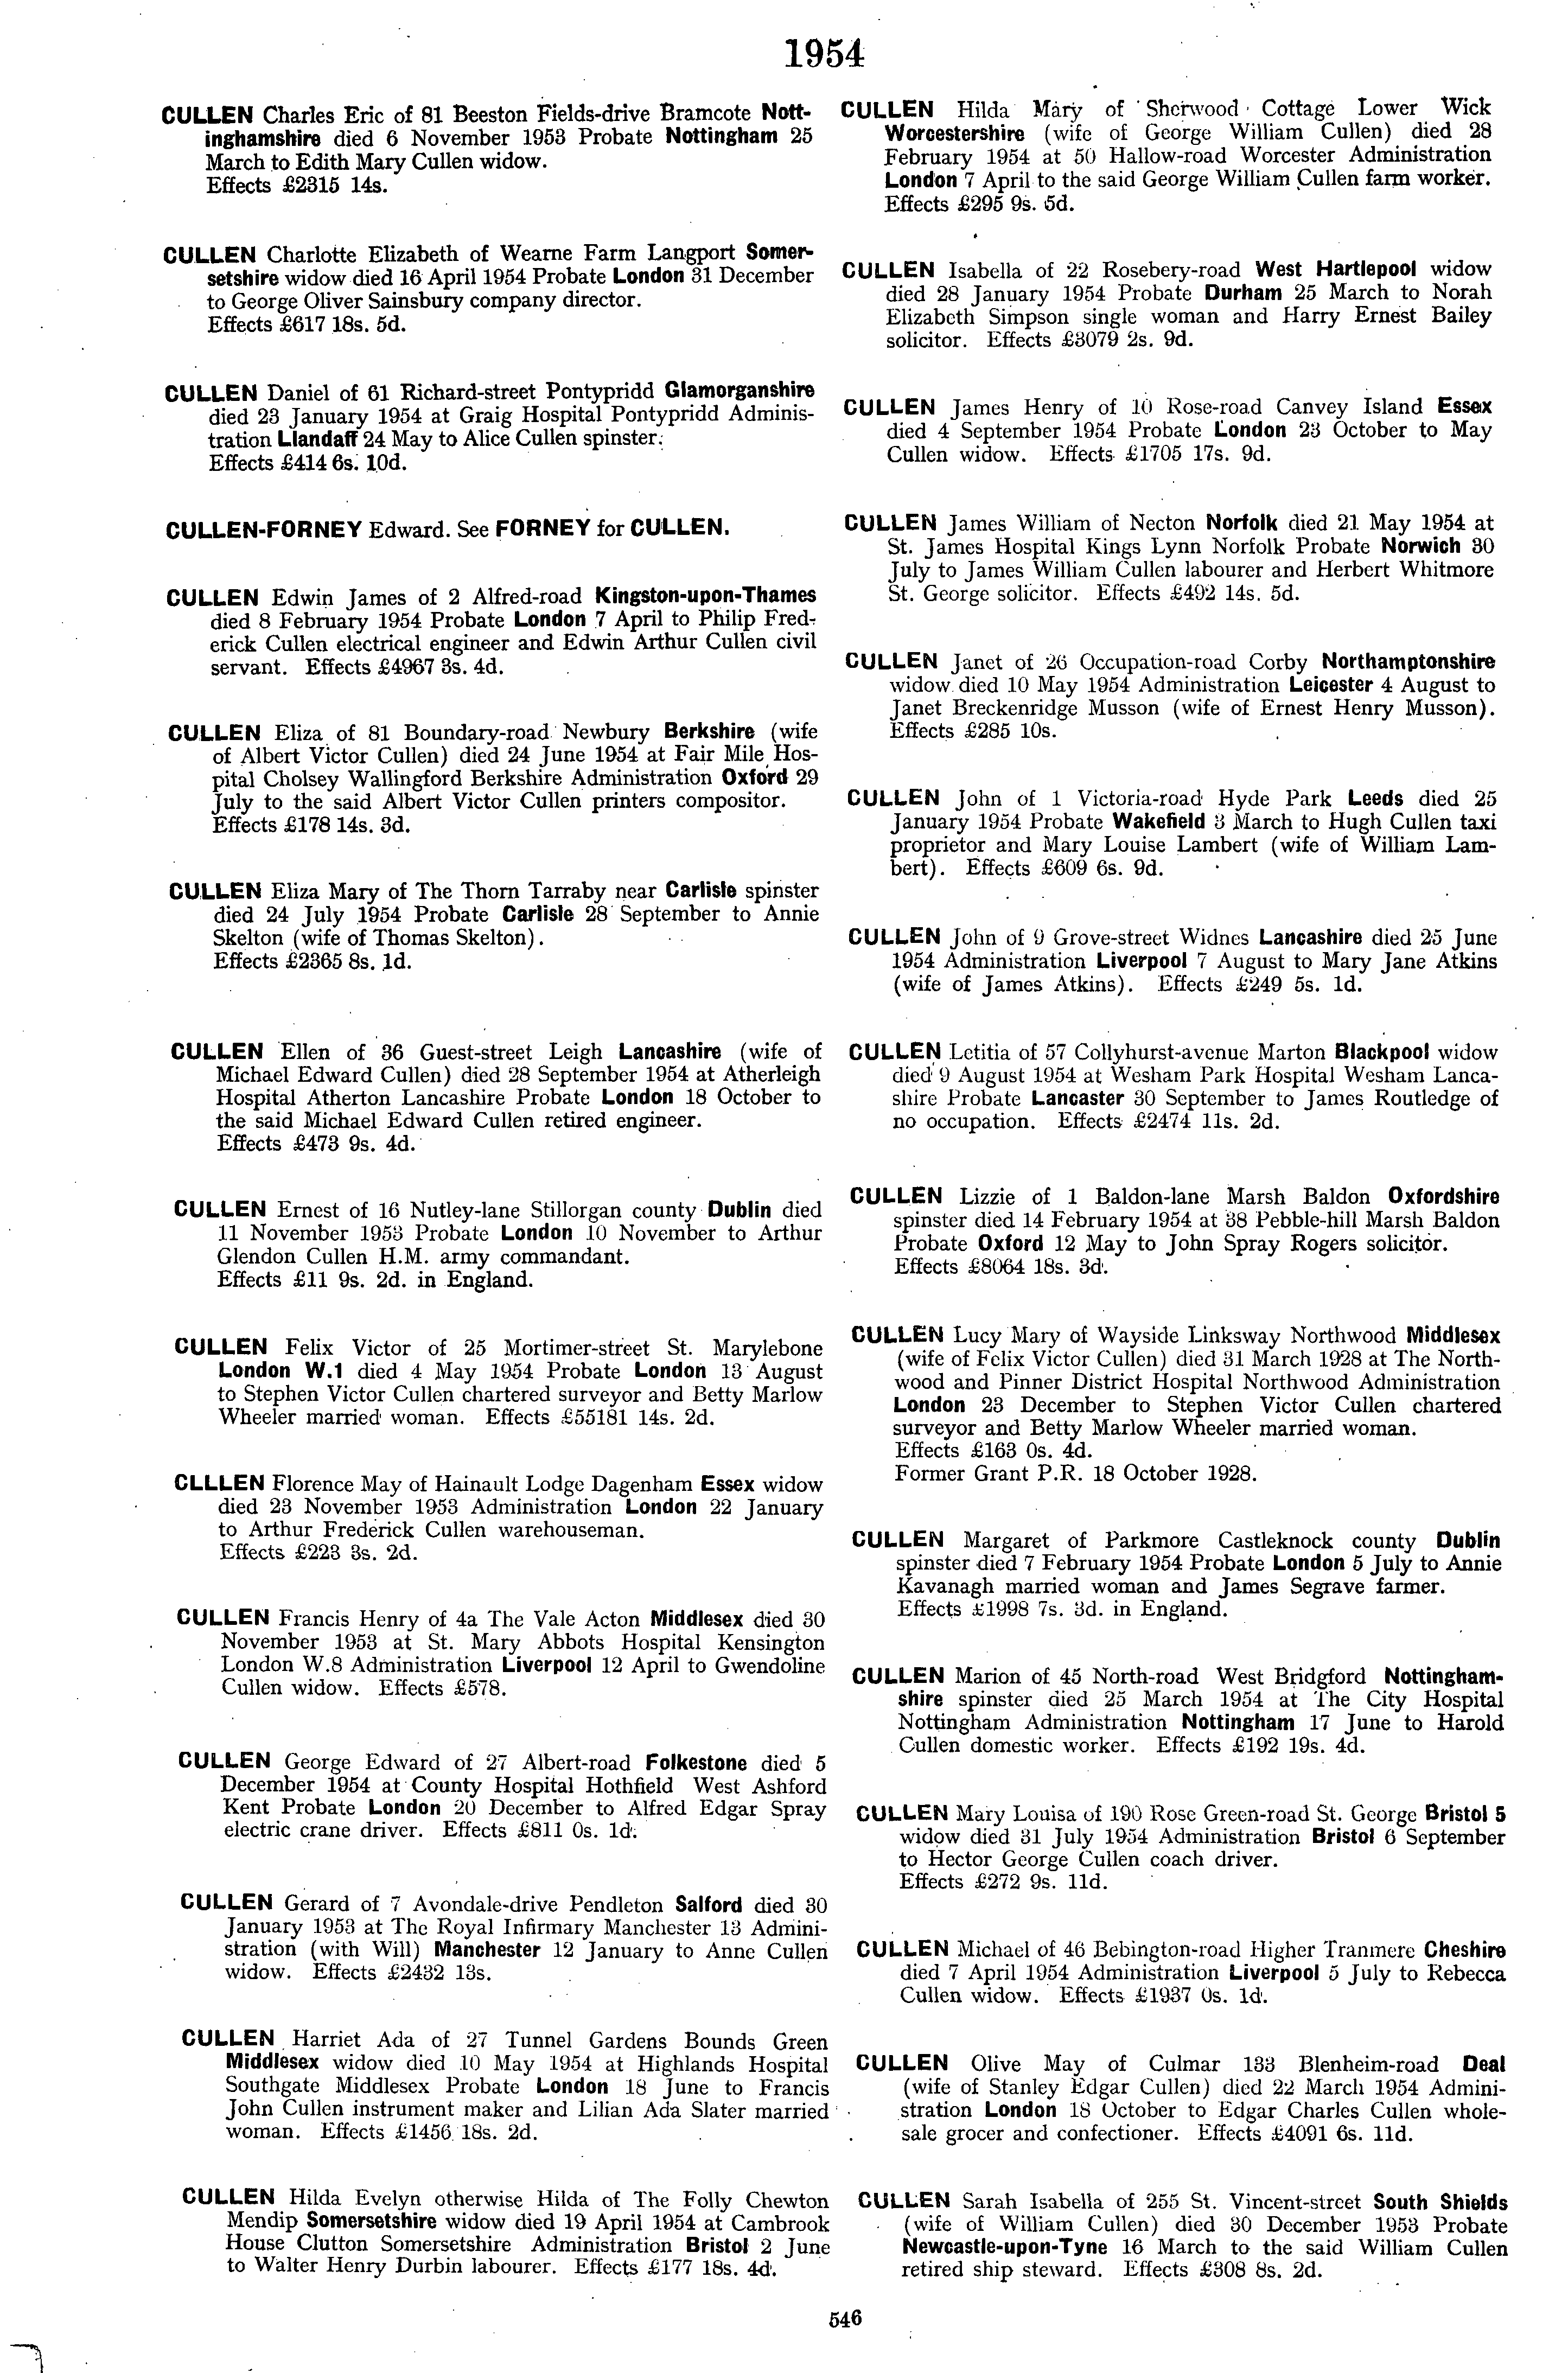 1954
CULLEN Charles Eric of 81 Beeston Fields-drive Bramcote Nott-
inghamshire died 6 November 1953 Probate Nottingham 25
March to Edith Mary Cullen widow.
Effects £2315 14s.
CULLEN Charlotte Elizabeth of Wearne Farm Langport Somer-
setshire widow died 16 April 1954 Probate London 31 December
to George Oliver Sainsbury company director.
Effects £617 18s. 5d.
CULLEN Daniel of 61 Richard-street Pontypridd Glamorganshire
died 23 January 1954 at Graig Hospital Pontypridd Adminis-
tration Llandaff 24 May to Alice Cullen spinster.
Effects £414 6s. 10d.
CULLEN-FORNEY Edward. See FORNEY for CULLEN.
CULLEN Edwin James of 2 Alfred-road Kingston-upon-Thames
died 8 February 1954 Probate London 7 April to Philip Fred-
erick Cullen electrical engineer and Edwin Arthur Cullen civil
servant. Effects £4967 3s. 4d.
CULLEN Eliza of 81 Boundary-road Newbury Berkshire (wife
of Albert Victor Cullen) died 24 June 1954 at Fair Mile Hos-
pital Cholsey Wallingford Berkshire Administration Oxford 29
July to the said Albert Victor Cullen printers compositor.
Effects £178 14s. 3d.
CULLEN Eliza Mary of The Thorn Tarraby near Carlisle spinster
died 24 July 1954 Probate Carlisle 28 September to Annie
Skelton (wife of Thomas Skelton).
Effects £2365 8s. 1d.
CULLEN Ellen of 36 Guest-street Leigh Lancashire (wife of
Michael Edward Cullen) died 28 September 1954 at Atherleigh
Hospital Atherton Lancashire Probate London 18 October to
the said Michael Edward Cullen retired engineer.
Effects £473 9s. 4d.
CULLEN Ernest of 16 Nutley-lane Stillorgan county Dublin died
11 November 1953 Probate London 10 November to Arthur
Glendon Cullen H.M. army commandant.
Effects £11 9s. 2d. in England.
CULLEN Felix Victor of 25 Mortimer-street St. Marylebone
London W.1 died 4 May 1954 Probate London 13 August
to Stephen Victor Cullen chartered surveyor and Betty Marlow
Wheeler married woman. Effects £55181 14s. 2d.
CLLLEN Florence May of Hainault Lodge Dagenham Essex widow
died 23 November 1953 Administration London 22 January
to Arthur Frederick Cullen warehouseman.
Effects £223 3s. 2d.
CULLEN Francis Henry of 4a The Vale Acton Middlesex died 30
November 1953 at St. Mary Abbots Hospital Kensington
London W.8 Administration Liverpool 12 April to Gwendoline
Cullen widow. Effects £578.
CULLEN George Edward of 27 Albert-road Folkestone died 5
December 1954 at County Hospital Hothfield West Ashford
Kent Probate London 20 December to Alfred Edgar Spray
electric crane driver. Effects £811 0s. 1d.
CULLEN Gerard of 7 Avondale-drive Pendleton Salford died 30
January 1953 at The Royal Infirmary Manchester 13 Admini-
stration (with Will) Manchester 12 January to Anne Cullen
widow. Effects £2432 13s.
CULLEN Harriet Ada of 27 Tunnel Gardens Bounds Green
Middlesex widow died 10 May 1954 at Highlands Hospital
Southgate Middlesex Probate London 18 June to Francis
John Cullen instrument maker and Lilian Ada Slater married
woman. Effects £1456 18s. 2d.
CULLEN Hilda Evelyn otherwise Hilda of The Folly Chewton
Mendip Somersetshire widow died 19 April 1954 at Cambrook
House Clutton Somersetshire Administration Bristol 2 June
to Walter Henry Durbin labourer. Effects £177 18s. 4d.
CULLEN Hilda Mary of Sherwood Cottage Lower Wick
Worcestershire (wife of George William Cullen) died 28
February 1954 at 50 Hallow-road Worcester Administration
London 7 April to the said George William Cullen farm worker.
Effects £295 9s. 5d.
CULLEN Isabella of 22 Rosebery-road West Hartlepool widow
died 28 January 1954 Probate Durham 25 March to Norah
Elizabeth Simpson single woman and Harry Ernest Bailey
solicitor. Effects £3079 2s. 9d.
CULLEN James Henry of 10 Rose-road Canvey Island Essex
died 4 September 1954 Probate London 23 October to May
Cullen widow. Effects £1705 17s. 9d.
CULLEN James William of Necton Norfolk died 21 May 1954 at
St. James Hospital Kings Lynn Norfolk Probate Norwich 30
July to James William Cullen labourer and Herbert Whitmore
St. George solicitor. Effects £492 14s. 5d.
CULLEN Janet of 26 Occupation-road Corby Northamptonshire
widow died 10 May 1954 Administration Leicester 4 August to
Janet Breckenridge Musson (wife of Ernest Henry Musson).
Effects £285 10s.
CULLEN John of 1 Victoria-road Hyde Park Leeds died 25
January 1954 Probate Wakefield 3 March to Hugh Cullen taxi
proprietor and Mary Louise Lambert (wife of William Lam-
bert). Effects £609 6s. 9d.
CULLEN John of 9 Grove-street Widnes Lancashire died 25 June
1954 Administration Liverpool 7 August to Mary Jane Atkins
(wife of James Atkins). Effects £249 5s. 1d.
CULLEN Letitia of 57 Collyhurst-avenue Marton Blackpool widow
died 9 August 1954 at Wesham Park Hospital Wesham Lanca-
shire Probate Lancaster 30 September to James Routledge of
no occupation. Effects £2474 11s. 2d.
CULLEN Lizzie of 1 Baldon-lane Marsh Baldon Oxfordshire
spinster died 14 February 1954 at 38 Pebble-hill Marsh Baldon
Probate Oxford 12 May to John Spray Rogers solicitor.
Effects £8064 18s. 3d.
CULLEN Lucy Mary of Wayside Linksway Northwood Middlesex
(wife of Felix Victor Cullen) died 31 March 1928 at The North-
wood and Pinner District Hospital Northwood Administration
London 23 December to Stephen Victor Cullen chartered
surveyor and Betty Marlow Wheeler married woman.
Effects £163 0s. 4d.
Former Grant P.R. 18 October 1928.
CULLEN Margaret of Parkmore Castleknock county Dublin
spinster died 7 February 1954 Probate London 5 July to Annie
Kavanagh married woman and James Segrave farmer.
Effects £1998 7s. 3d. in England.
CULLEN Marion of 45 North-road West Bridgford Nottingham-
shire spinster died 25 March 1954 at The City Hospital
Nottingham Administration Nottingham 17 June to Harold
Cullen domestic worker. Effects £192 19s. 4d.
CULLEN Mary Louisa of 190 Rose Green-road St. George Bristol 5
widow died 31 July 1954 Administration Bristol 6 September
to Hector George Cullen coach driver.
Effects £272 9s. 11d.
CULLEN Michael of 46 Bebington-road Higher Tranmere Cheshire
died 7 April 1954 Administration Liverpool 5 July to Rebecca
Cullen widow. Effects £1937 0s. 1d.
CULLEN Olive May of Culmar 133 Blenheim-road Deal
(wife of Stanley Edgar Cullen) died 22 March 1954 Admini-
stration London 18 October to Edgar Charles Cullen whole-
sale grocer and confectioner. Effects £4091 6s. 11d.
CULLEN Sarah Isabella of 255 St. Vincent-street South Shields
(wife of William Cullen) died 30 December 1953 Probate
Newcastle-upon-Tyne 16 March to the said William Cullen
retired ship steward. Effects £308 8s. 2d.
546